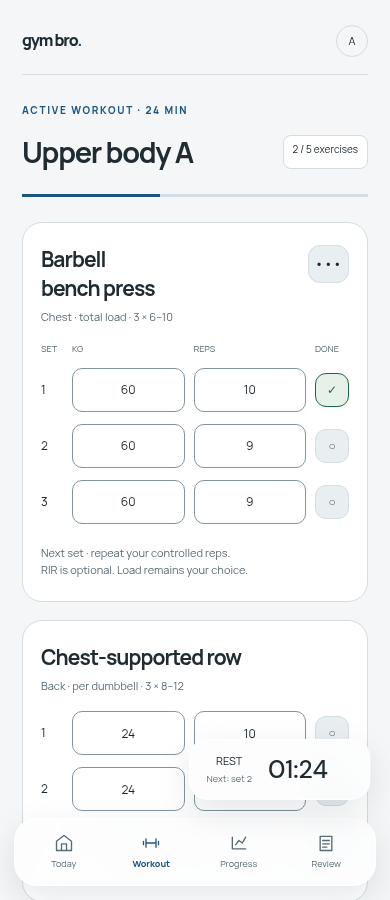 gym bro.
A
ACTIVE WORKOUT · 24 MIN
Upper body A
2 / 5 exercises
Barbell
bench press
•••
Chest · total load · 3 × 6–10
SET KG REPS DONE
1 60 10 ✓
2 60 9 ○
3 60 9 ○
Next set · repeat your controlled reps.
RIR is optional. Load remains your choice.
Chest-supported row
Back · per dumbbell · 3 × 8–12
1 24 10 ○
2 24
REST
Next: set 2
01:24
Today Workout Progress Review